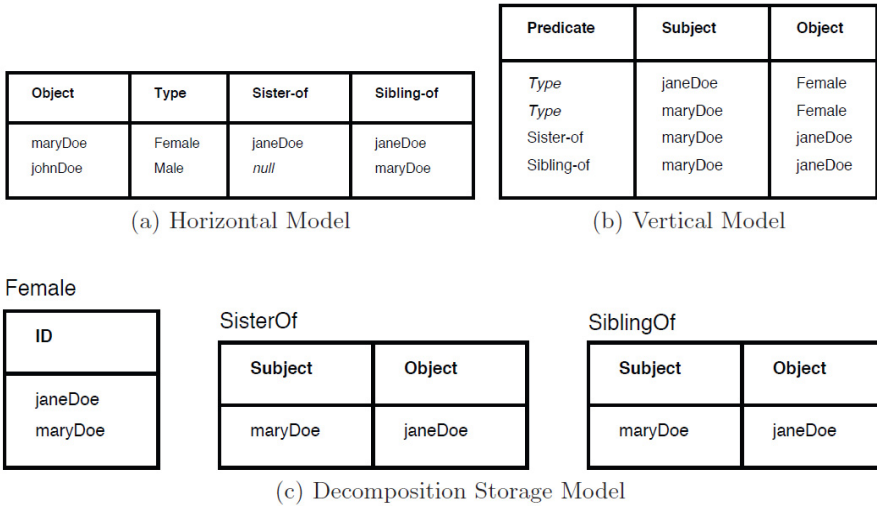 Object Type Sister-of Sibling-of
maryDoe Female janeDoe janeDoe
johnDoe Male null maryDoe
(a) Horizontal Model
Predicate Subject Object
Type janeDoe Female
Type maryDoe Female
Sister-of maryDoe janeDoe
Sibling-of maryDoe janeDoe
(b) Vertical Model
Female
ID
janeDoe
maryDoe
SisterOf
Subject Object
maryDoe janeDoe
SiblingOf
Subject Object
maryDoe janeDoe
(c) Decomposition Storage Model